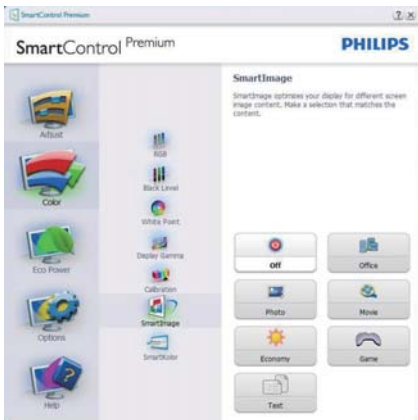 SmartControl Premium
SmartControl Premium
PHILIPS
Adjust
Color
Eco Power
Options
Help
RGB
Black Level
White Point
Display Gamma
Calibration
SmartImage
SmartKolor
SmartImage
SmartImage optimizes your display for different screen
image content. Make a selection that matches the
content.
Off
Office
Photo
Movie
Economy
Game
Text